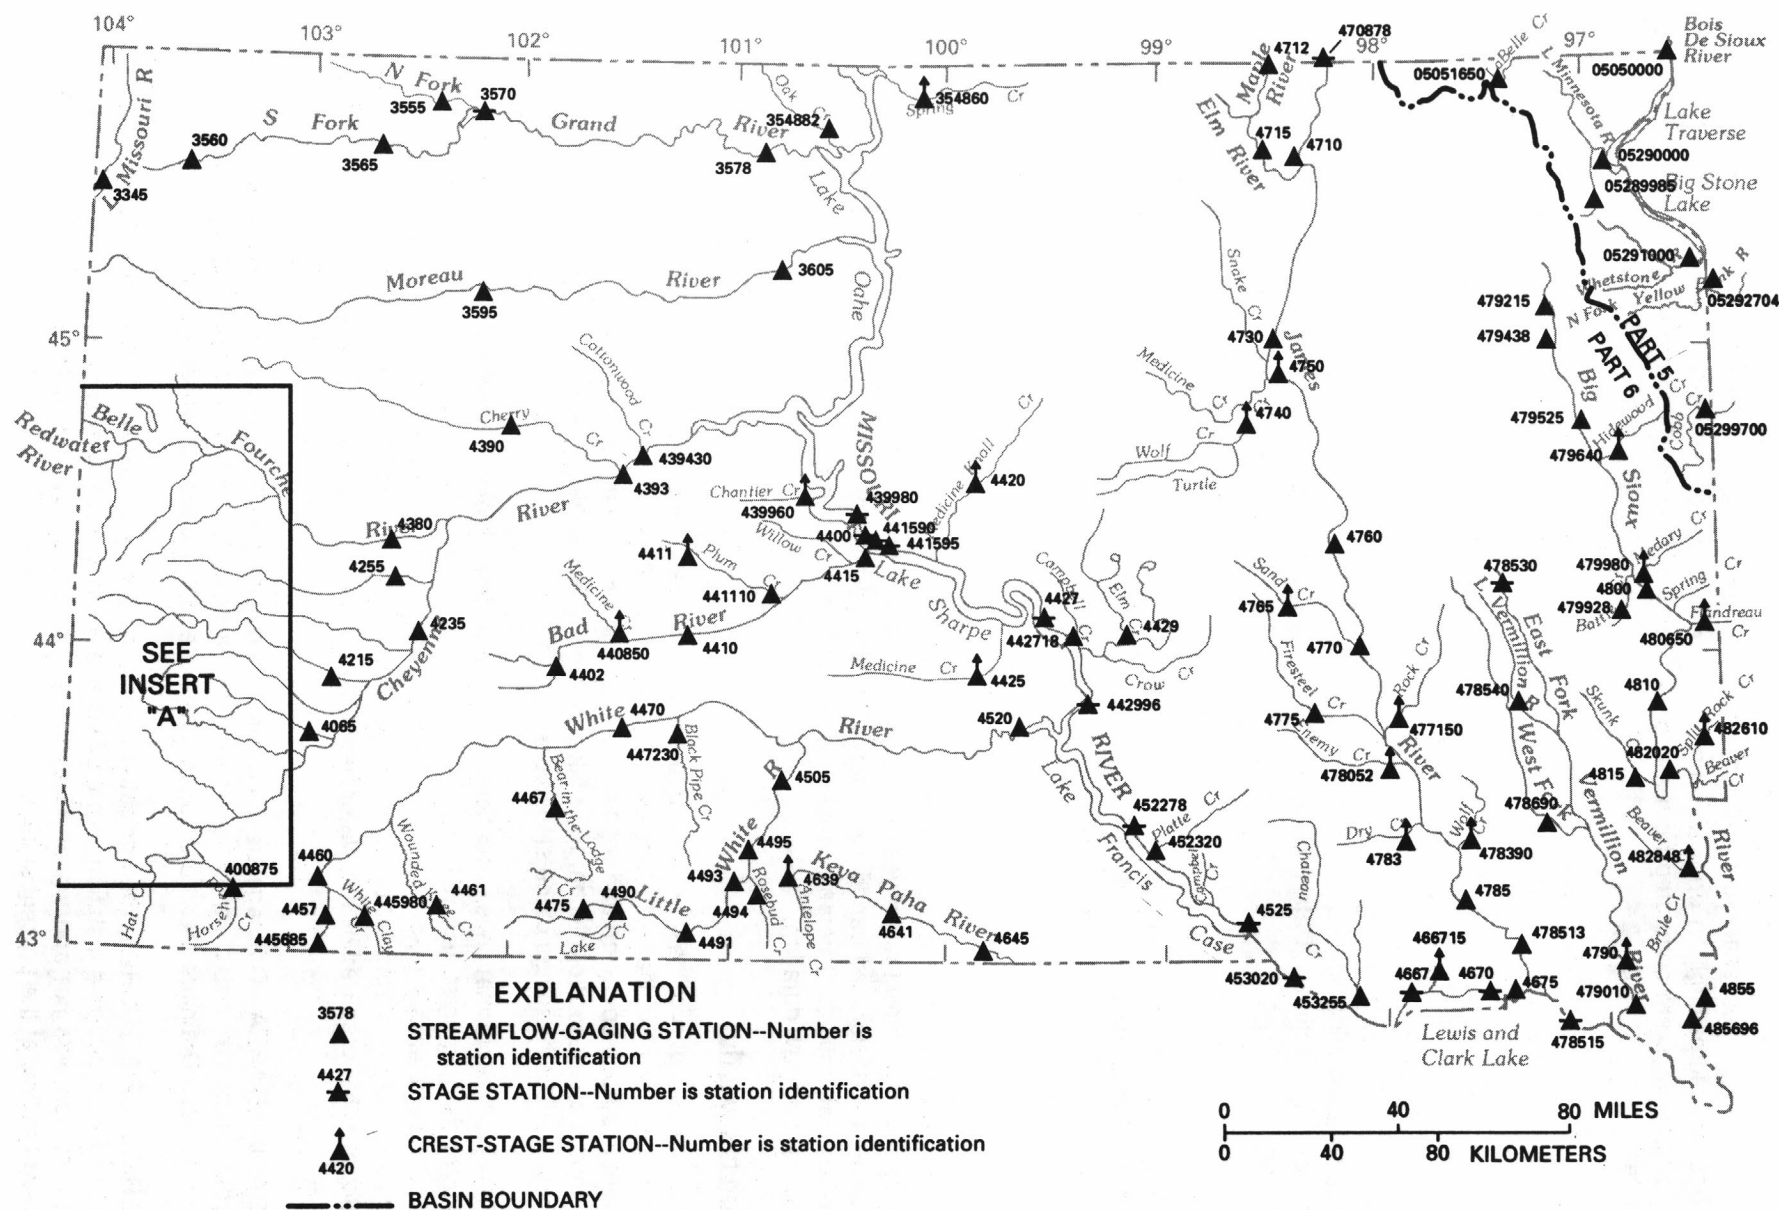 104°
103°
102°
101°
100°
99°
98°
97°
45°
44°
43°
L Missouri R
3345
N Fork
3555
3570
S Fork
3560
3565
Grand River
3578
Oak Cr
354882
354860
Spring Cr
Lake Oahe
Moreau River
3595
3605
Maple River
4712
470878
Elm River
4715
4710
Belle Cr
05051650
L Minnesota R
Bois
De Sioux
River
05050000
Lake
Traverse
05290000
05289985
Big Stone
Lake
05291000
Whetstone R
N Fork Yellow Bank R
05292704
PART 5
PART 6
479215
479438
Big Sioux River
479525
Hidewood Cr
479640
Cobb Cr
05299700
Snake Cr
4730
4750
James River
Medicine Cr
4740
Wolf Cr
Turtle
4760
Belle Fourche River
Redwater
River
4380
Cottonwood Cr
Cherry Cr
4390
439430
4393
River
MISSOURI RIVER
Chantier Cr
439960
439980
4400
441590
441595
Medicine Knoll Cr
4420
Willow Cr
4415
4411
Plum Cr
441110
Medicine Cr
440850
Bad River
4402
4410
4255
4235
Cheyenne
4215
4065
SEE
INSERT
"A"
Lake Sharpe
Campbell Cr
4427
442718
Elm Cr
4429
Crow Cr
Medicine Cr
4425
442996
4520
White River
4470
447230
Black Pipe Cr
4505
Bear-in-the-Lodge Cr
4467
Wounded Knee Cr
4461
445980
White Clay Cr
4460
4457
445685
400875
Horsehead Cr
Hat Cr
4475
4490
Lake Cr
Little White R
4491
4493
4495
4494
Rosebud Cr
4639
Antelope Cr
Keya Paha River
4641
4645
Lake Francis Case
452278
Platte Cr
452320
Campbell Cr
4525
453020
453255
Chateau Cr
Sand Cr
4765
4770
Firesteel Cr
4775
Rock Cr
477150
Enemy Cr
478052
Dry Cr
4783
Wolf Cr
478390
4785
478513
466715
4667
4670
4675
478515
Lewis and
Clark Lake
478530
L Vermillion R
East Fork
478540
West Fork
478690
Vermillion River
4790
479010
479980
Medary Cr
4800
479928
Battle
Spring Cr
Flandreau Cr
480650
4810
Skunk Cr
Split Rock Cr
482610
482020
4815
Beaver Cr
Beaver
482848
Brule Cr
4855
485696
EXPLANATION
3578
STREAMFLOW-GAGING STATION--Number is
station identification
4427
STAGE STATION--Number is station identification
CREST-STAGE STATION--Number is station identification
4420
BASIN BOUNDARY
0 40 80 MILES
0 40 80 KILOMETERS